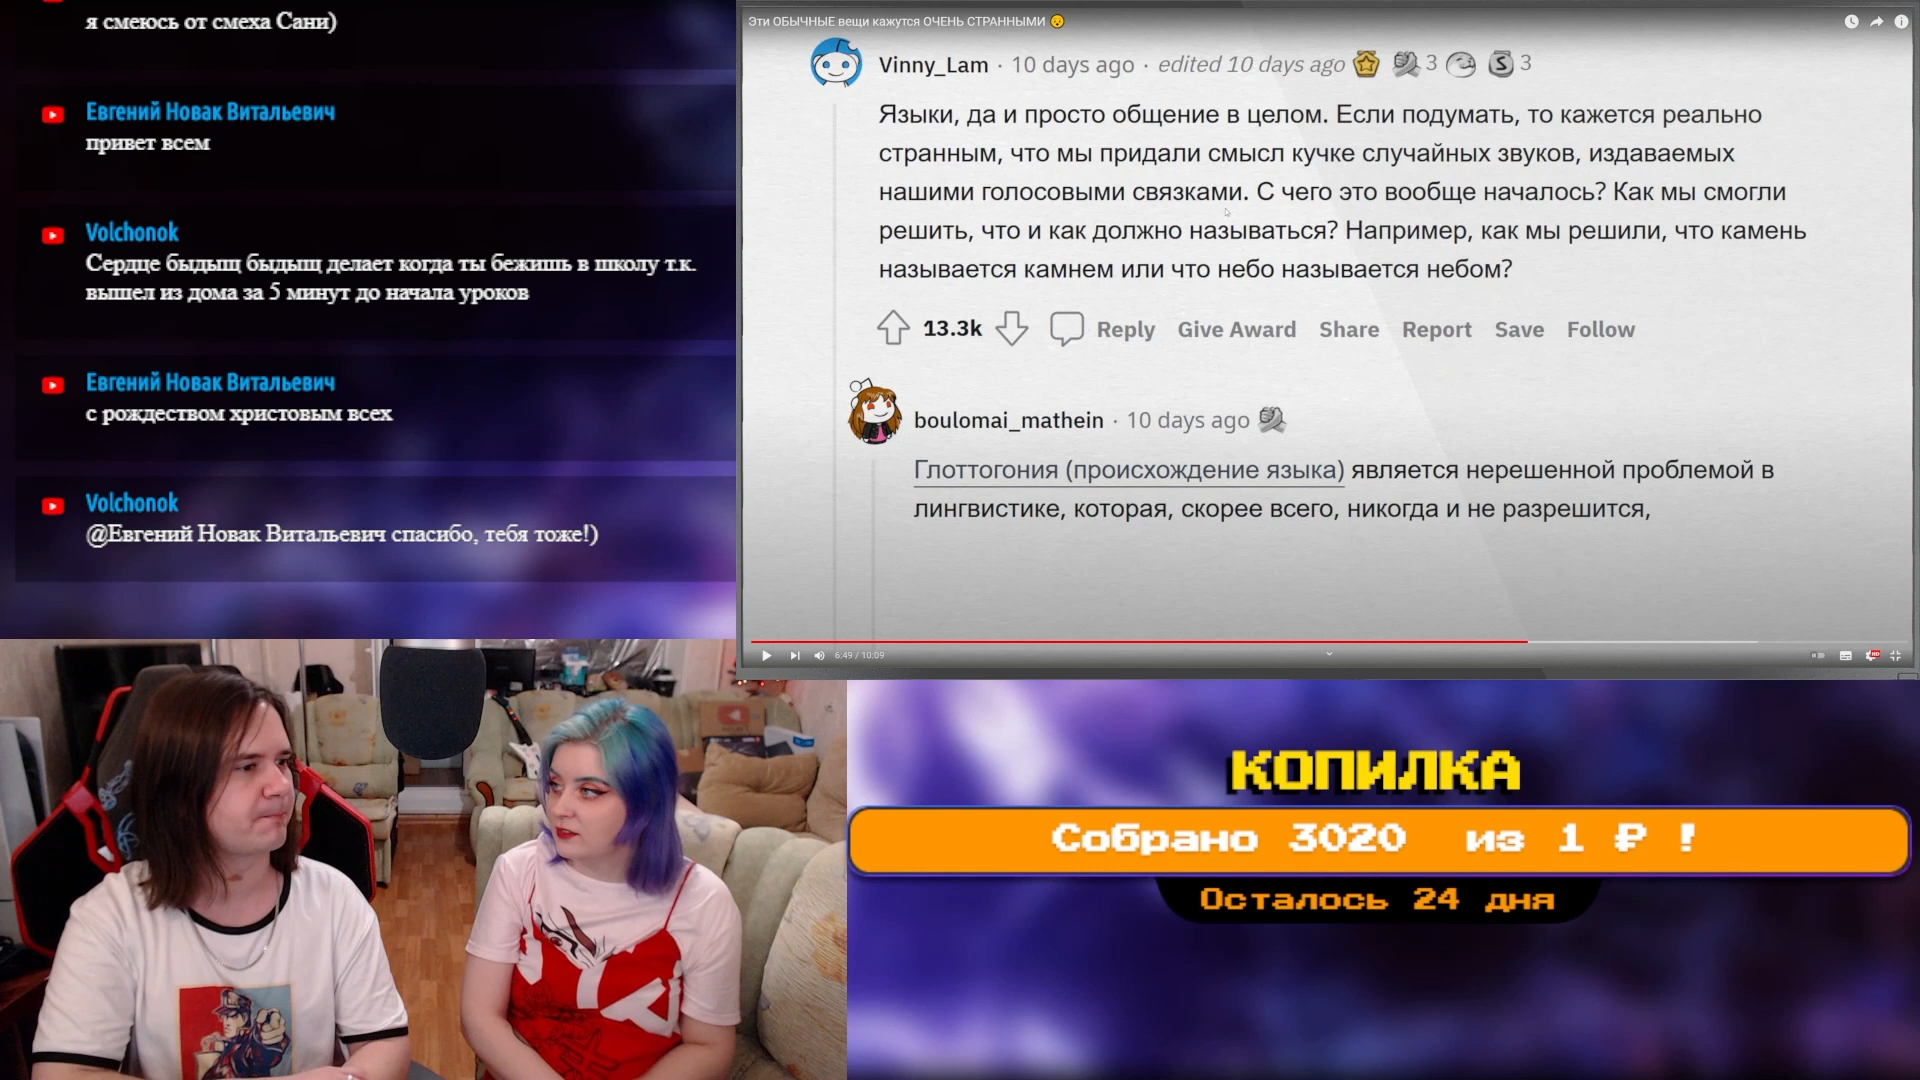 я смеюсь от смеха Сани)
Евгений Новак Витальевич
привет всем
Volchonok
Сердце быдыщ быдыщ делает когда ты бежишь в школу т.к.
вышел из дома за 5 минут до начала уроков
Евгений Новак Витальевич
с рождеством христовым всех
Volchonok
@Евгений Новак Витальевич спасибо, тебя тоже!)
Эти ОБЫЧНЫЕ вещи кажутся ОЧЕНЬ СТРАННЫМИ 😯
Vinny_Lam · 10 days ago · edited 10 days ago 3 3
Языки, да и просто общение в целом. Если подумать, то кажется реально
странным, что мы придали смысл кучке случайных звуков, издаваемых
нашими голосовыми связками. С чего это вообще началось? Как мы смогли
решить, что и как должно называться? Например, как мы решили, что камень
называется камнем или что небо называется небом?
13.3k Reply Give Award Share Report Save Follow
boulomai_mathein · 10 days ago
Глоттогония (происхождение языка) является нерешенной проблемой в
лингвистике, которая, скорее всего, никогда и не разрешится,
6:49 / 10:09
КОПИЛКА
Собрано 3020 из 1 ₽ !
Осталось 24 дня